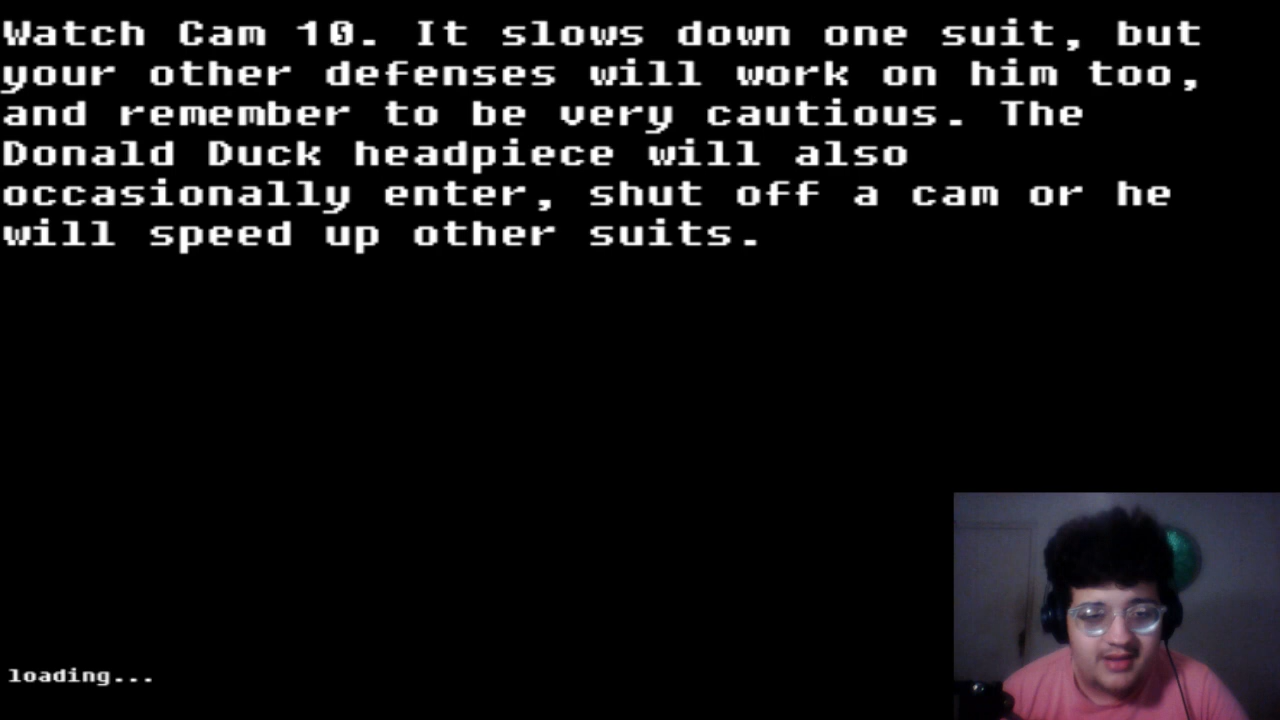 Watch Cam 10. It slows down one suit, but
your other defenses will work on him too,
and remember to be very cautious. The
Donald Duck headpiece will also
occasionally enter, shut off a cam or he
will speed up other suits.
loading...